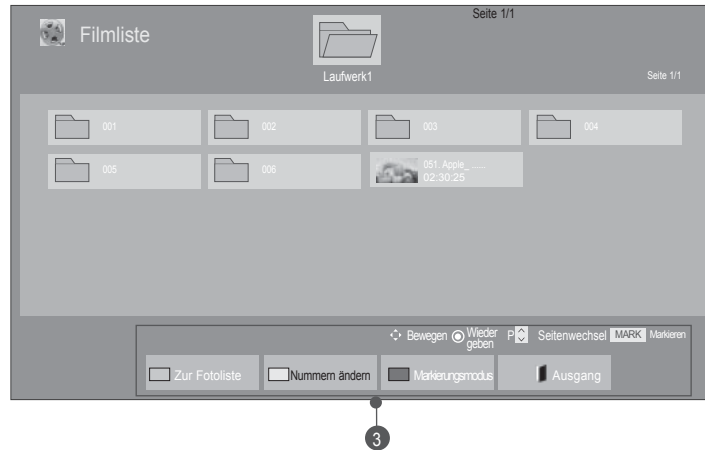 Seite 1/1
Filmliste
Laufwerk1
Seite 1/1
001 002 003 004
005 006 051. Apple_ ......
02:30:25
Bewegen Wieder geben P Seitenwechsel MARK Markieren
Zur Fotoliste Nummern ändern Markierungsmodus Ausgang
3